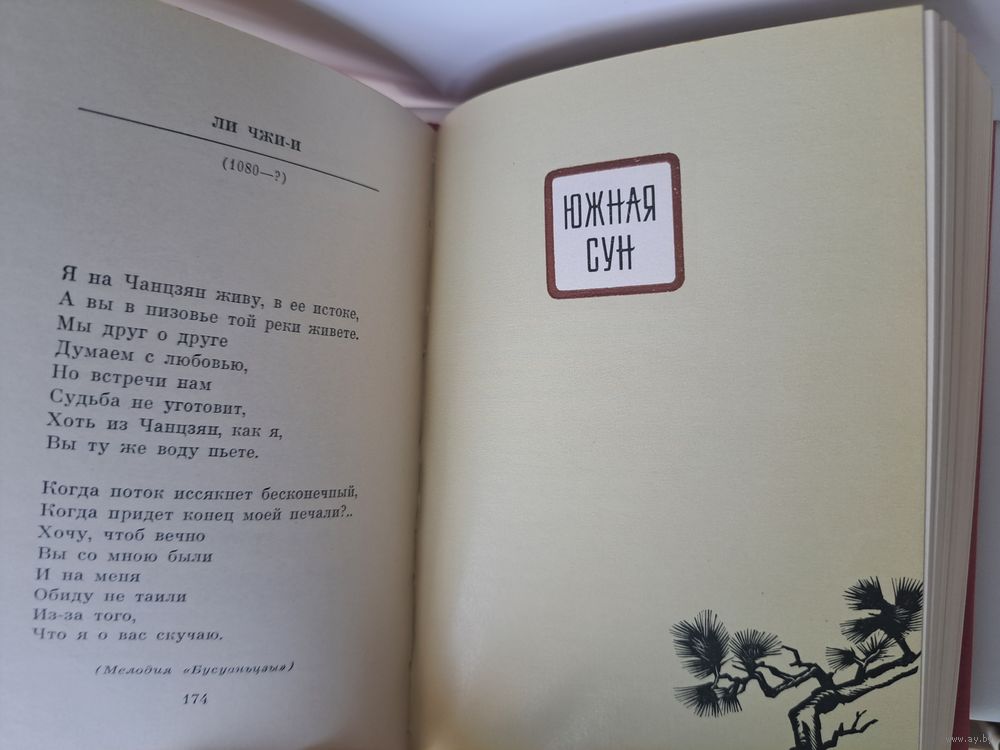 ЛИ ЧЖИ-И
(1080—?)
Я на Чанцзян живу, в ее истоке,
А вы в низовье той реки живете.
Мы друг о друге
Думаем с любовью,
Но встречи нам
Судьба не уготовит,
Хоть из Чанцзян, как я,
Вы ту же воду пьете.
Когда поток иссякнет бесконечный,
Когда придет конец моей печали?..
Хочу, чтоб вечно
Вы со мною были
И на меня
Обиду не таили
Из-за того,
Что я о вас скучаю.
(Мелодия «Бусуаньцзы»)
174
ЮЖНАЯ
СУН
www.ay.by